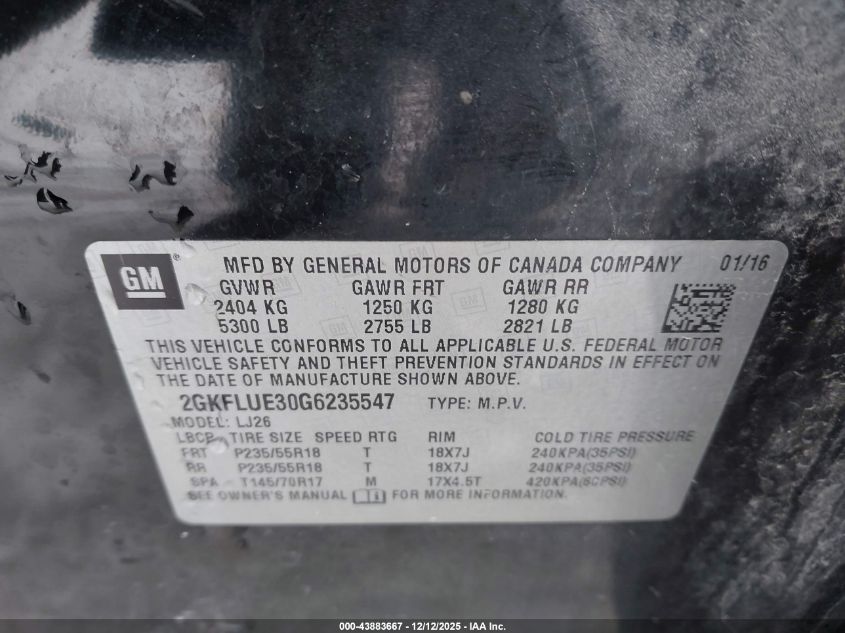 GM
MFD BY GENERAL MOTORS OF CANADA COMPANY 01/16
GVWR GAWR FRT GAWR RR
2404 KG 1250 KG 1280 KG
5300 LB 2755 LB 2821 LB
THIS VEHICLE CONFORMS TO ALL APPLICABLE U.S. FEDERAL MOTOR
VEHICLE SAFETY AND THEFT PREVENTION STANDARDS IN EFFECT ON
THE DATE OF MANUFACTURE SHOWN ABOVE.
2GKFLUE30G6235547 TYPE: M.P.V.
MODEL: LJ26
LBCP TIRE SIZE SPEED RTG RIM COLD TIRE PRESSURE
FRT P235/55R18 T 18X7J 240KPA(35PSI)
RR P235/55R18 T 18X7J 240KPA(35PSI)
SPA T145/70R17 M 17X4.5T 420KPA(60PSI)
SEE OWNER'S MANUAL FOR MORE INFORMATION
000-43883667 - 12/12/2025 - IAA Inc.